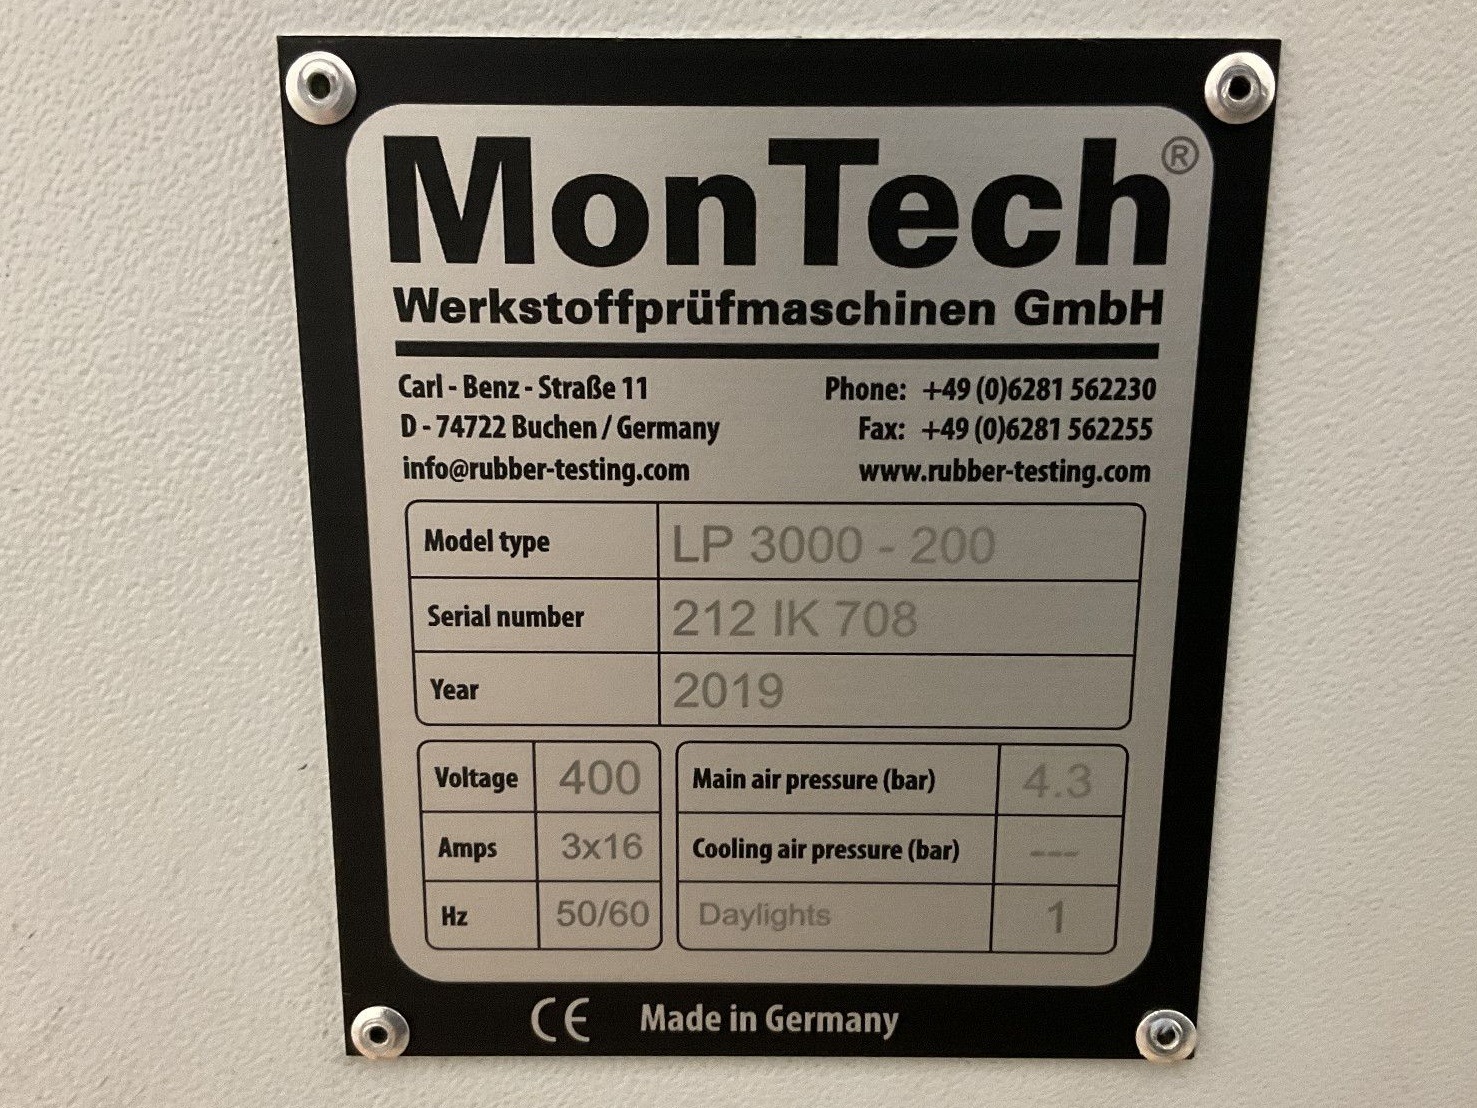 MonTech®
Werkstoffprüfmaschinen GmbH
Carl - Benz - Straße 11 Phone: +49 (0)6281 562230
D - 74722 Buchen / Germany Fax: +49 (0)6281 562255
info@rubber-testing.com www.rubber-testing.com
Model type LP 3000 - 200
Serial number 212 IK 708
Year 2019
Voltage 400 Main air pressure (bar) 4.3
Amps 3x16 Cooling air pressure (bar) ---
Hz 50/60 Daylights 1
CE Made in Germany